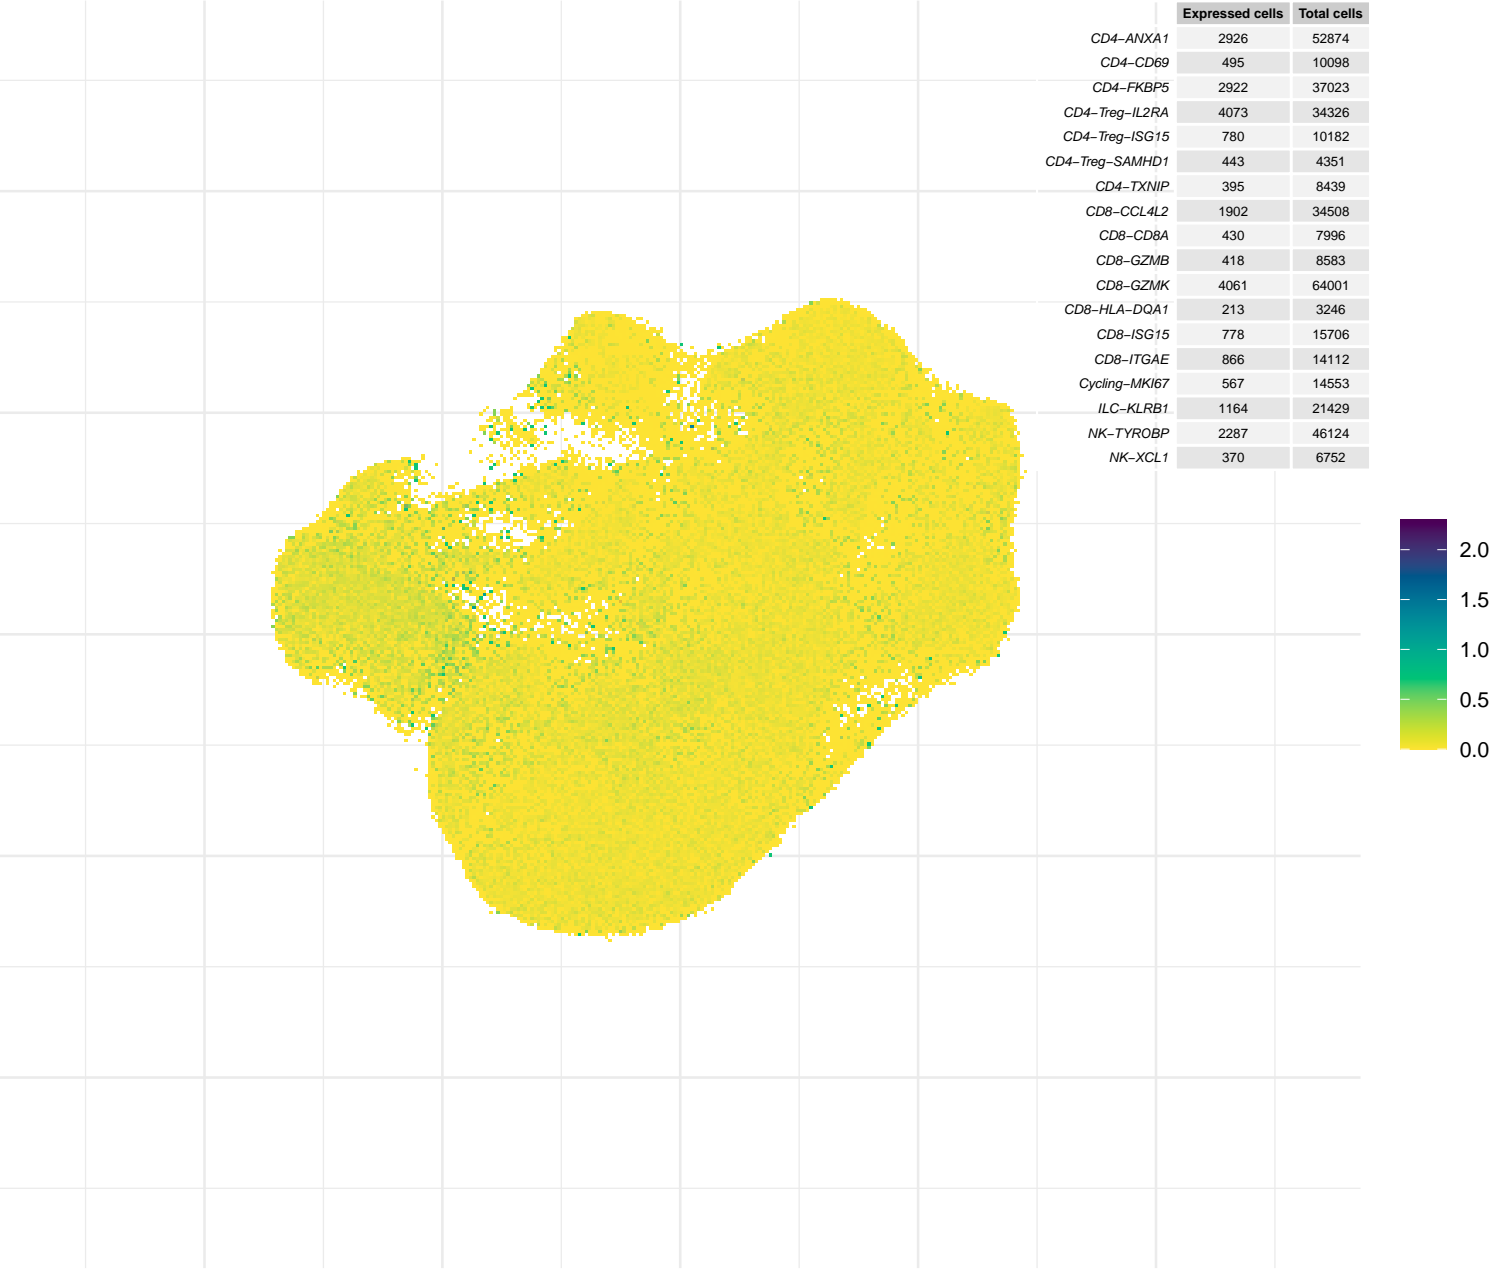 Expressed cells Total cells
CD4−ANXA1 2926 52874
CD4−CD69 495 10098
CD4−FKBP5 2922 37023
CD4−Treg−IL2RA 4073 34326
CD4−Treg−ISG15 780 10182
CD4−Treg−SAMHD1 443 4351
CD4−TXNIP 395 8439
CD8−CCL4L2 1902 34508
CD8−CD8A 430 7996
CD8−GZMB 418 8583
CD8−GZMK 4061 64001
CD8−HLA−DQA1 213 3246
CD8−ISG15 778 15706
CD8−ITGAE 866 14112
Cycling−MKI67 567 14553
ILC−KLRB1 1164 21429
NK−TYROBP 2287 46124
NK−XCL1 370 6752
2.0
1.5
1.0
0.5
0.0